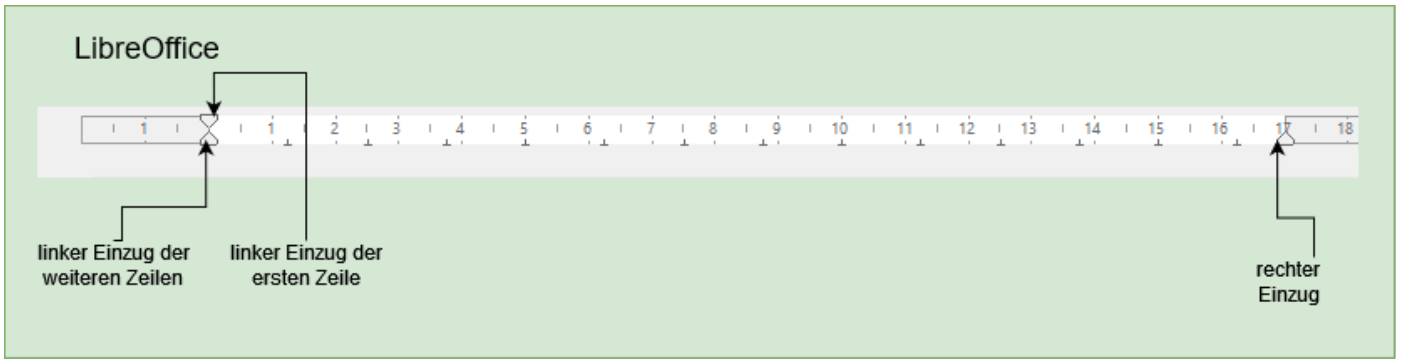 LibreOffice
1 1 2 3 4 5 6 7 8 9 10 11 12 13 14 15 16 17 18
linker Einzug der
weiteren Zeilen
linker Einzug der
ersten Zeile
rechter
Einzug